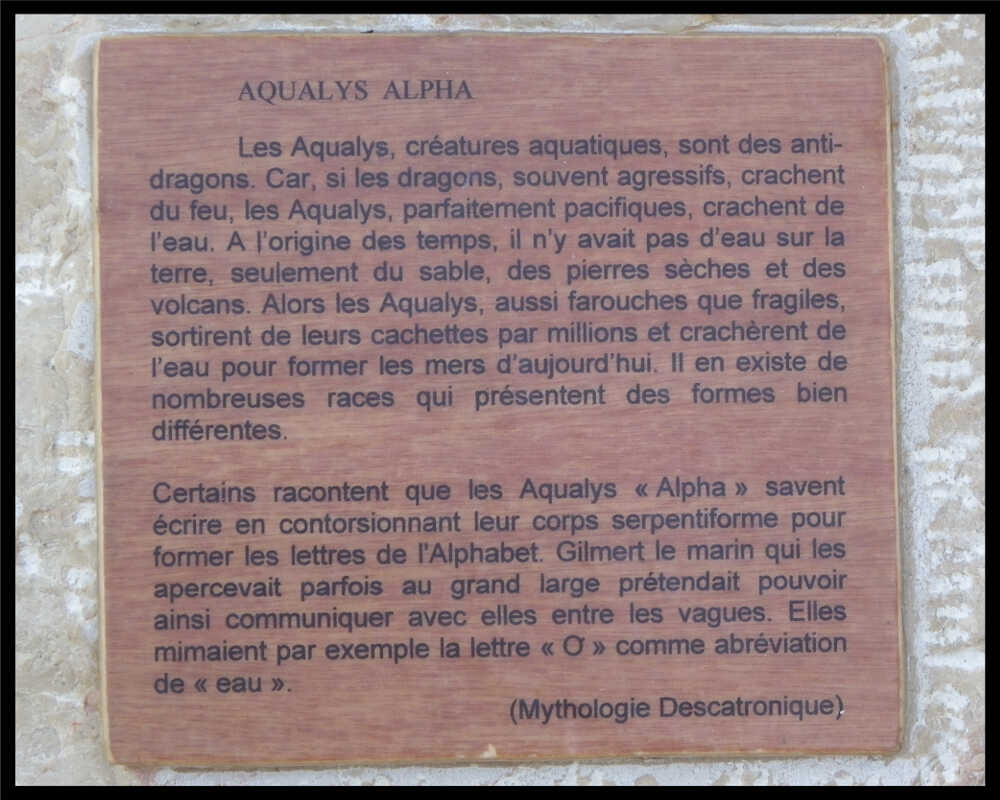 AQUALYS ALPHA
Les Aqualys, créatures aquatiques, sont des anti-
dragons. Car, si les dragons, souvent agressifs, crachent
du feu, les Aqualys, parfaitement pacifiques, crachent de
l'eau. A l'origine des temps, il n'y avait pas d'eau sur la
terre, seulement du sable, des pierres sèches et des
volcans. Alors les Aqualys, aussi farouches que fragiles,
sortirent de leurs cachettes par millions et crachèrent de
l'eau pour former les mers d'aujourd'hui. Il en existe de
nombreuses races qui présentent des formes bien
différentes.
Certains racontent que les Aqualys « Alpha » savent
écrire en contorsionnant leur corps serpentiforme pour
former les lettres de l'Alphabet. Gilmert le marin qui les
apercevait parfois au grand large prétendait pouvoir
ainsi communiquer avec elles entre les vagues. Elles
mimaient par exemple la lettre « Ơ » comme abréviation
de « eau ».
(Mythologie Descatronique)